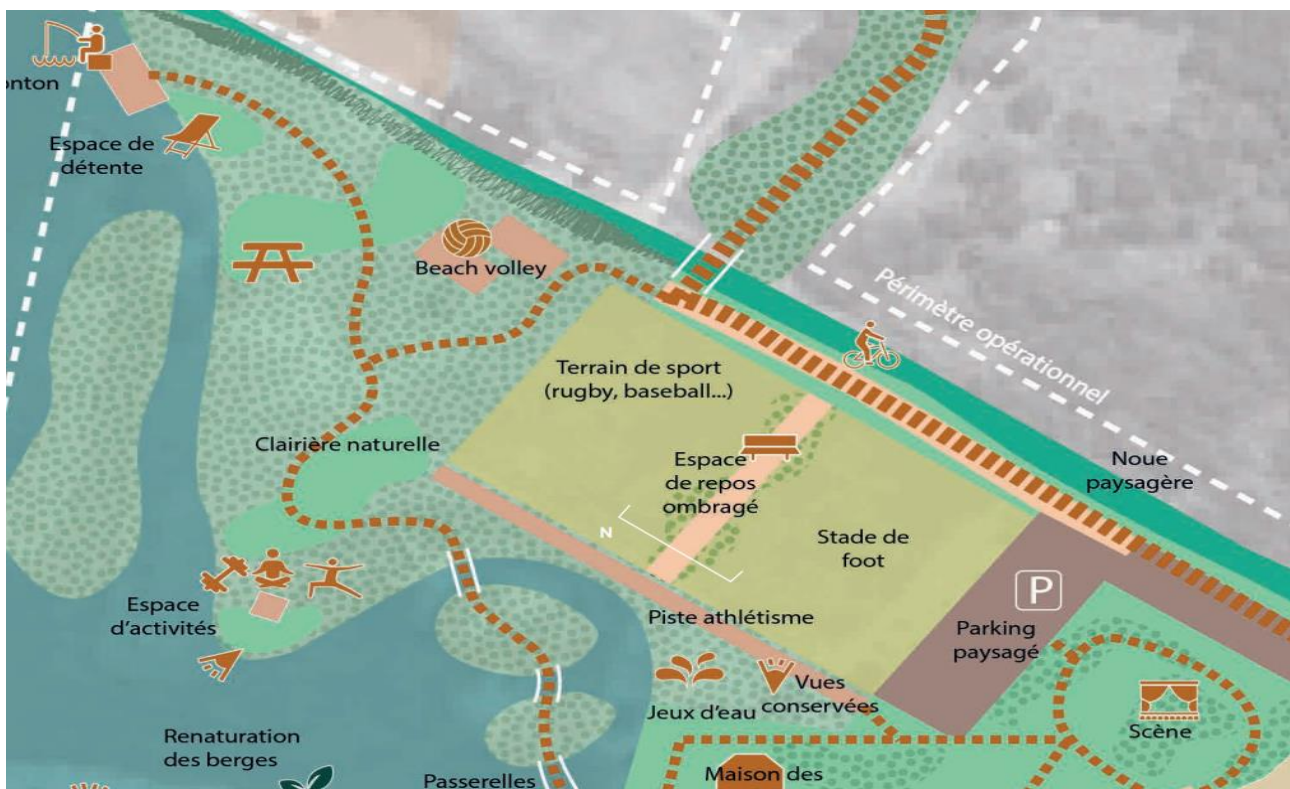 onton
Espace de
détente
Beach volley
Terrain de sport
(rugby, baseball...)
Périmètre opérationnel
Clairière naturelle
Espace
de repos
ombragé
Noue
paysagère
N
Stade de
foot
Espace
d'activités
Piste athlétisme
P
Parking
paysagé
Jeux d'eau
Vues
conservées
Scène
Renaturation
des berges
Passerelles
Maison des